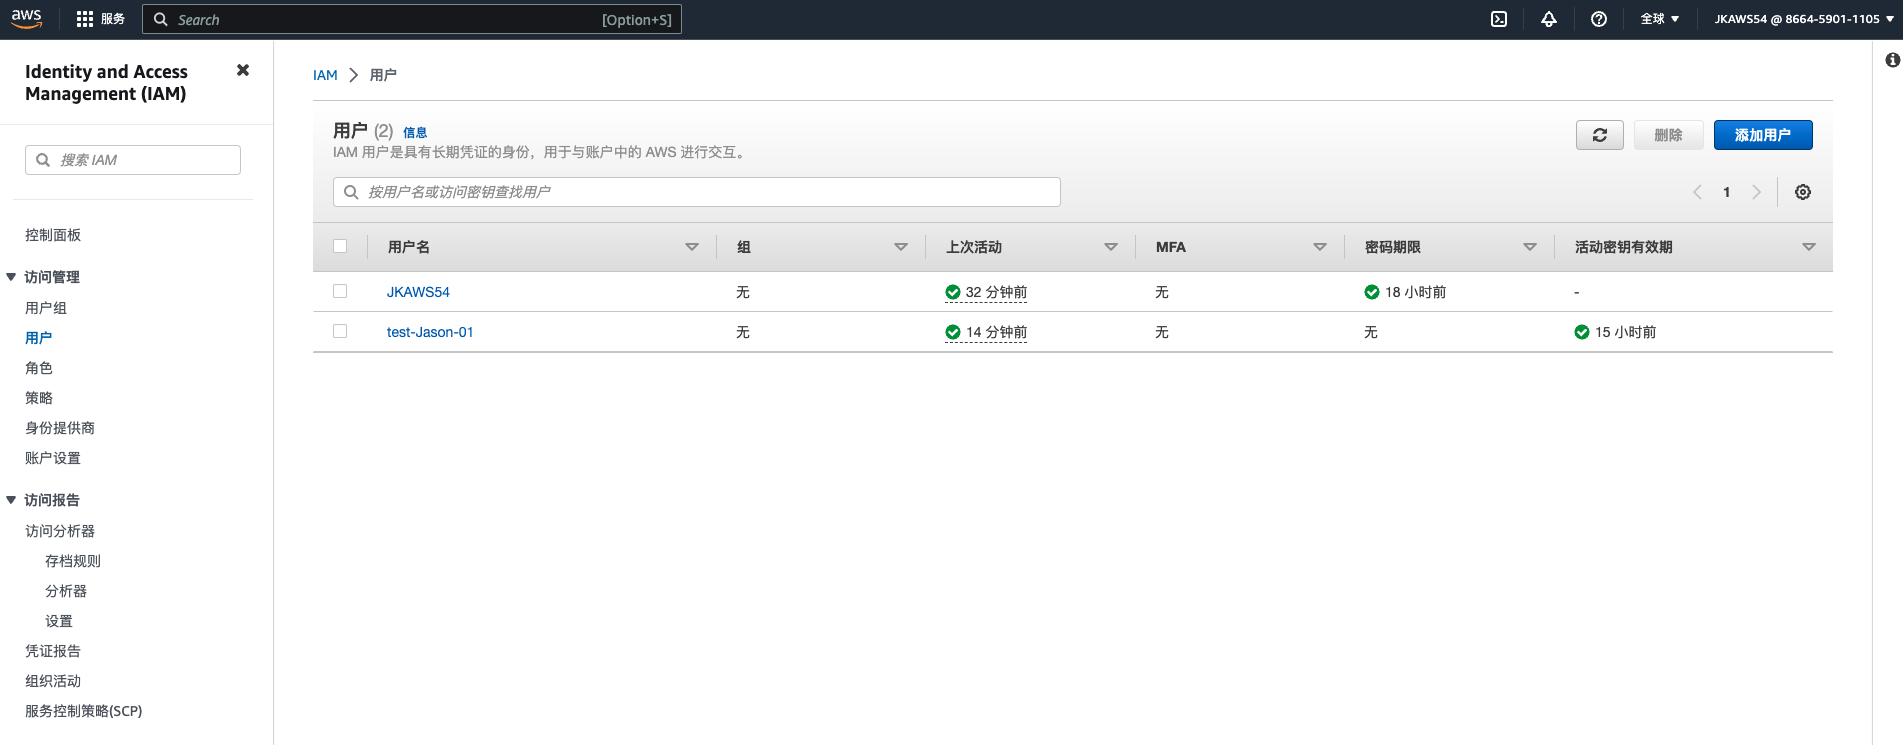 aws
服务
Search
[Option+S]
全球
JKAWS54 @ 8664-5901-1105
Identity and Access
Management (IAM)
搜索 IAM
控制面板
访问管理
用户组
用户
角色
策略
身份提供商
账户设置
访问报告
访问分析器
存档规则
分析器
设置
凭证报告
组织活动
服务控制策略(SCP)
IAM > 用户
用户 (2) 信息
IAM 用户是具有长期凭证的身份，用于与账户中的 AWS 进行交互。
删除
添加用户
按用户名或访问密钥查找用户
1
用户名 组 上次活动 MFA 密码期限 活动密钥有效期
JKAWS54 无 32 分钟前 无 18 小时前 -
test-Jason-01 无 14 分钟前 无 无 15 小时前